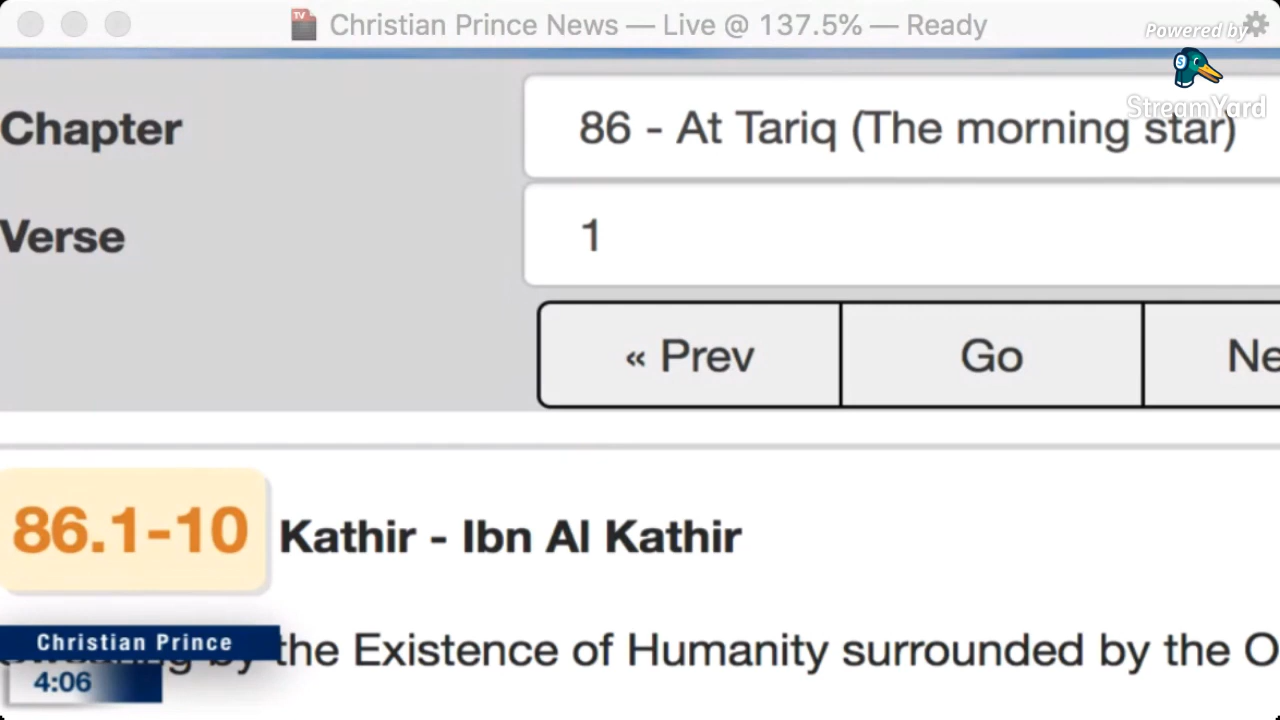 Christian Prince News — Live @ 137.5% — Ready
Powered by
StreamYard
Chapter
86 - At Tariq (The morning star)
Verse
1
« Prev
Go
Ne
86.1-10
Kathir - Ibn Al Kathir
Christian Prince
by the Existence of Humanity surrounded by the O
4:06